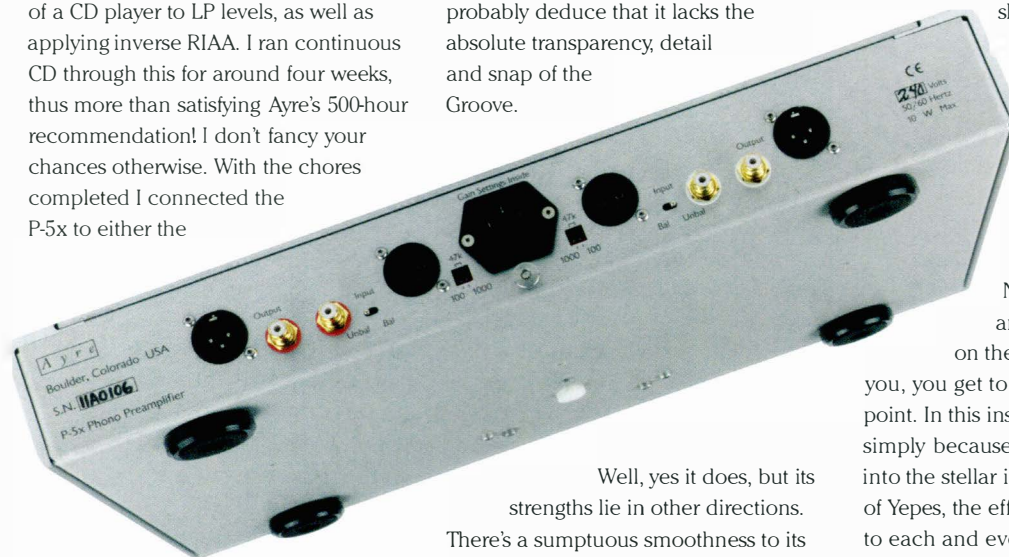 of a CD player to LP levels, as well as
applying inverse RIAA. I ran continuous
CD through this for around four weeks,
thus more than satisfying Ayre's 500-hour
recommendation! I don't fancy your
chances otherwise. With the chores
completed I connected the
P-5x to either the
probably deduce that it lacks the
absolute transparency, detail
and snap of the
Groove.
Well, yes it does, but its
strengths lie in other directions.
There's a sumptuous smoothness to its
on the
you, you get to
point. In this ins
simply because
into the stellar i
of Yepes, the eff
to each and eve
Ayre
Boulder, Colorado USA
S.N. 11A0106
P-5x Phono Preamplifier
Output
Input
Unbal Bal
47k
100 1000
Gain Settings Inside
47k
1000 100
Input
Bal Unbal
Output
CE
240 Volts
50/60 Hertz
10 W Max